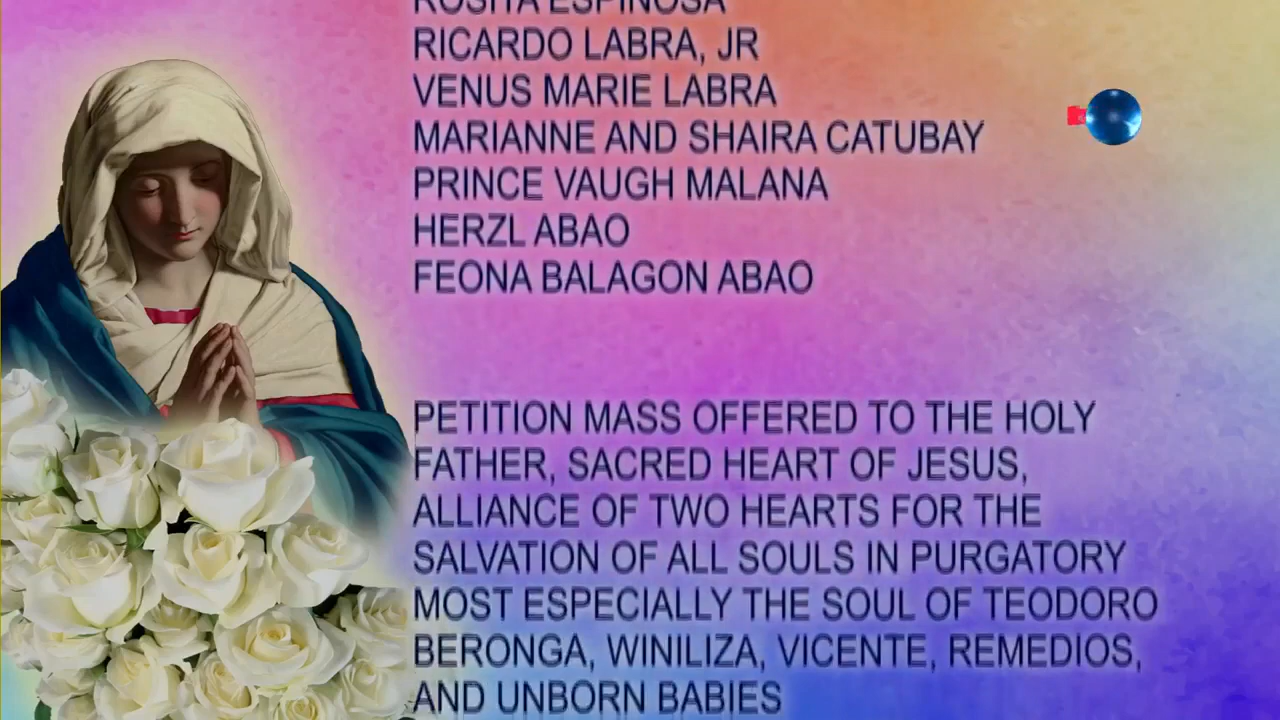 ROSITA ESPINOSA
RICARDO LABRA, JR
VENUS MARIE LABRA
MARIANNE AND SHAIRA CATUBAY
PRINCE VAUGH MALANA
HERZL ABAO
FEONA BALAGON ABAO
PETITION MASS OFFERED TO THE HOLY
FATHER, SACRED HEART OF JESUS,
ALLIANCE OF TWO HEARTS FOR THE
SALVATION OF ALL SOULS IN PURGATORY
MOST ESPECIALLY THE SOUL OF TEODORO
BERONGA, WINILIZA, VICENTE, REMEDIOS,
AND UNBORN BABIES